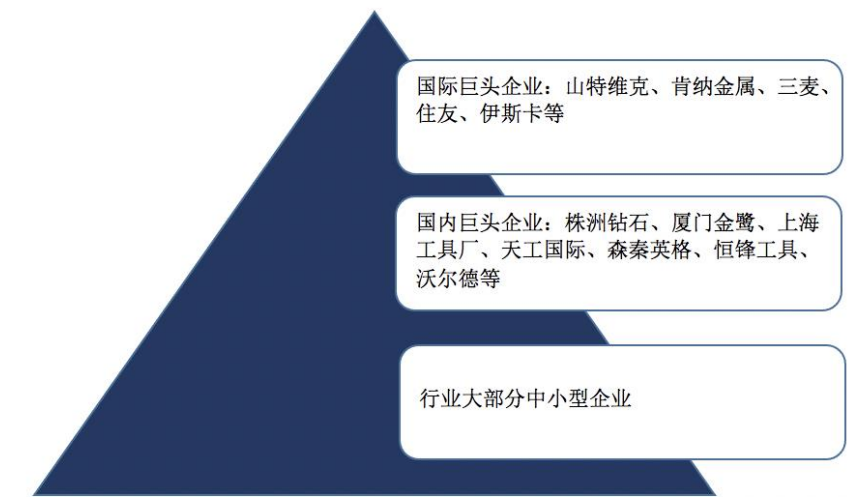 国际巨头企业：山特维克、肯纳金属、三麦、
住友、伊斯卡等
国内巨头企业：株洲钻石、厦门金鹭、上海
工具厂、天工国际、森秦英格、恒锋工具、
沃尔德等
行业大部分中小型企业